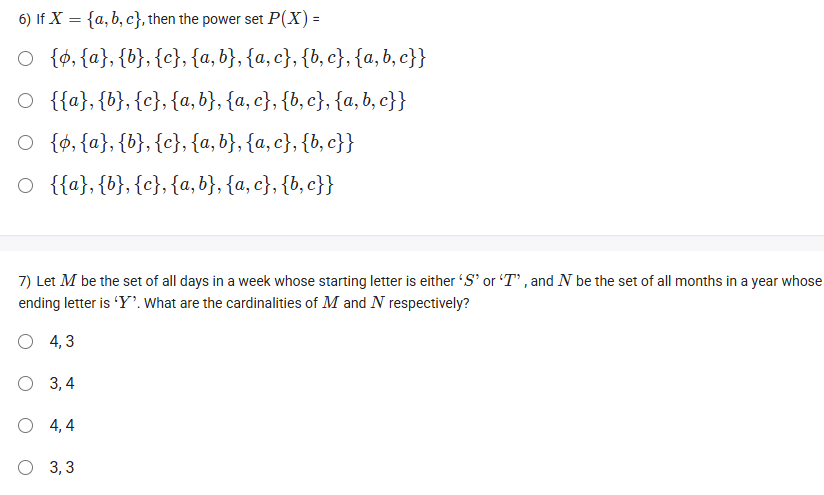 6) If X = {a, b, c}, then the power set P(X) =
{ϕ, {a}, {b}, {c}, {a, b}, {a, c}, {b, c}, {a, b, c}}
{{a}, {b}, {c}, {a, b}, {a, c}, {b, c}, {a, b, c}}
{ϕ, {a}, {b}, {c}, {a, b}, {a, c}, {b, c}}
{{a}, {b}, {c}, {a, b}, {a, c}, {b, c}}
7) Let M be the set of all days in a week whose starting letter is either ‘S’ or ‘T’ , and N be the set of all months in a year whose
ending letter is ‘Y’. What are the cardinalities of M and N respectively?
4, 3
3, 4
4, 4
3, 3